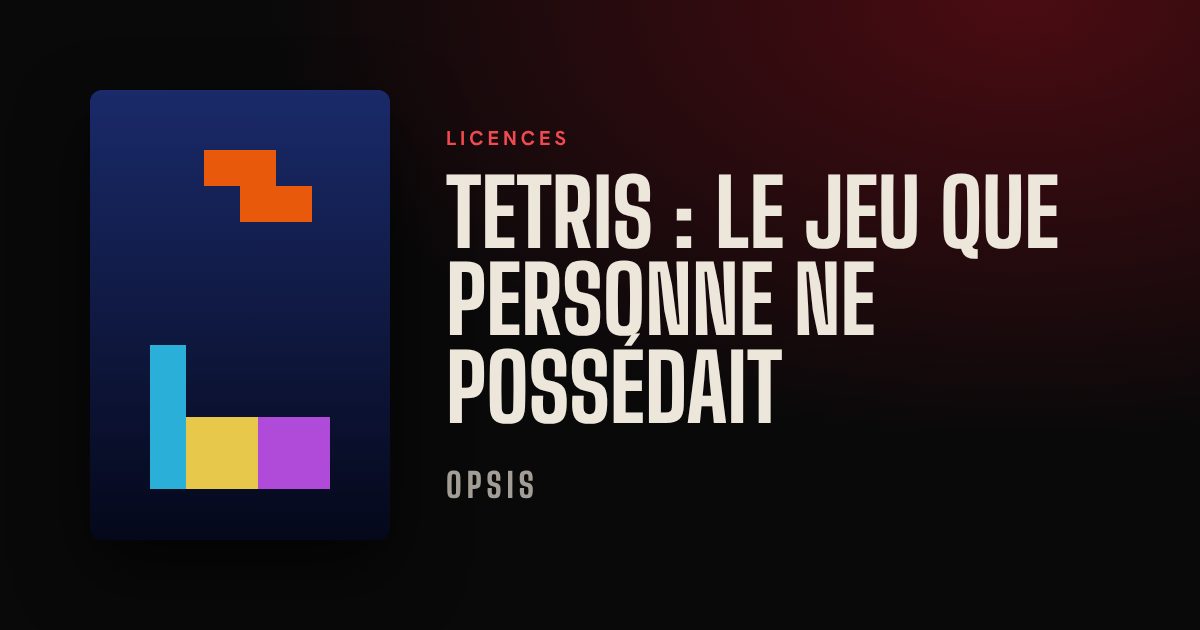 LICENCES
TETRIS : LE JEU QUE
PERSONNE NE
POSSÉDAIT
OPSIS